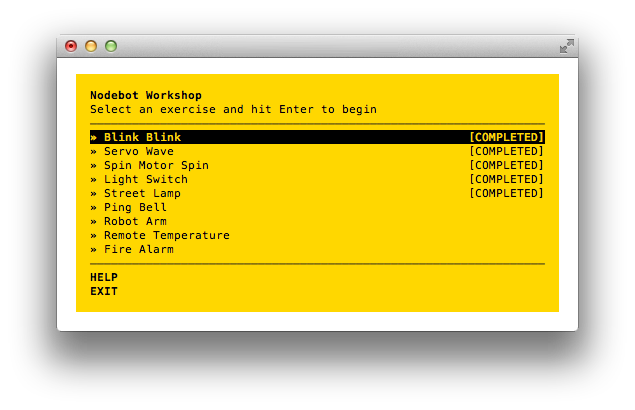 Nodebot Workshop
Select an exercise and hit Enter to begin
» Blink Blink [COMPLETED]
» Servo Wave [COMPLETED]
» Spin Motor Spin [COMPLETED]
» Light Switch [COMPLETED]
» Street Lamp [COMPLETED]
» Ping Bell
» Robot Arm
» Remote Temperature
» Fire Alarm
HELP
EXIT